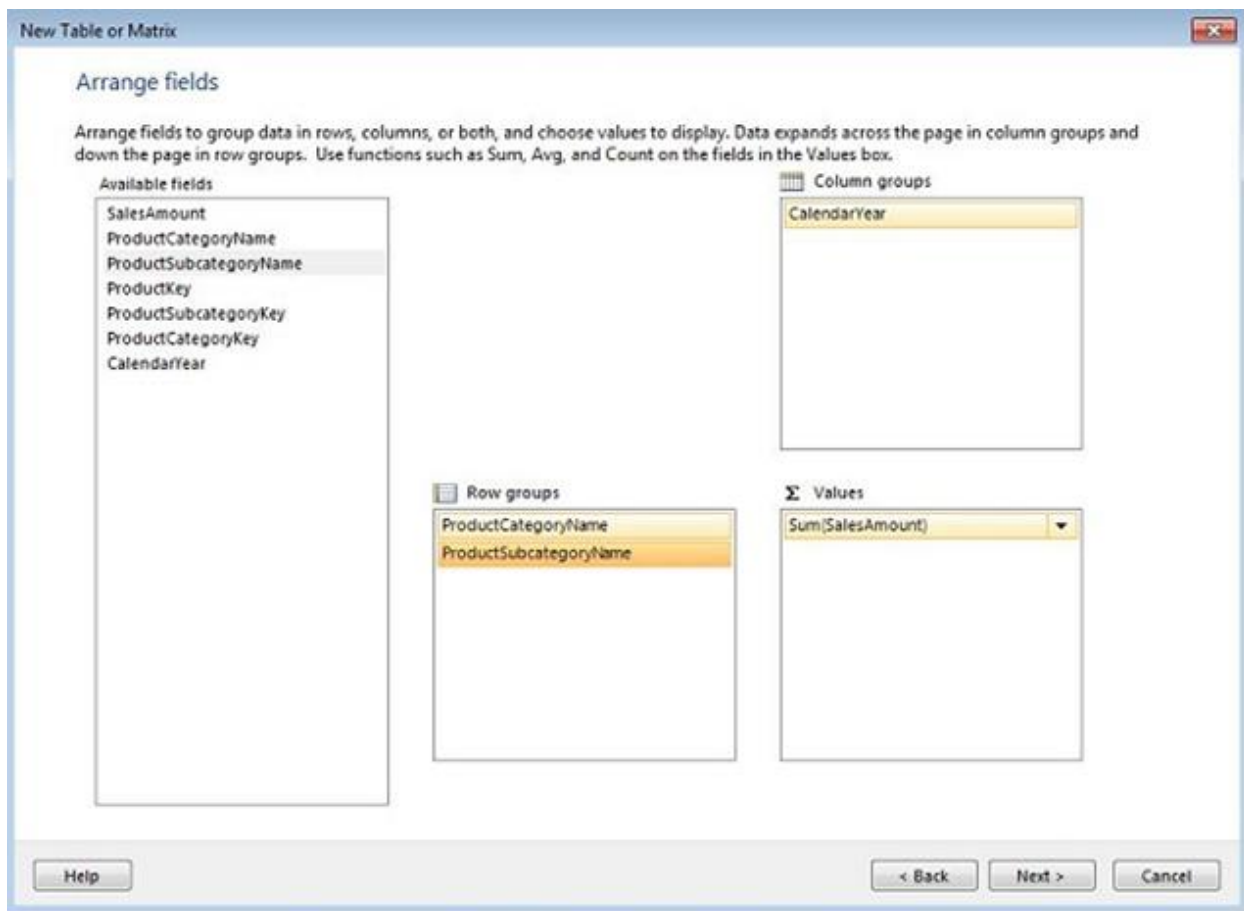 New Table or Matrix
Arrange fields
Arrange fields to group data in rows, columns, or both, and choose values to display. Data expands across the page in column groups and
down the page in row groups.  Use functions such as Sum, Avg, and Count on the fields in the Values box.
Available fields
SalesAmount
ProductCategoryName
ProductSubcategoryName
ProductKey
ProductSubcategoryKey
ProductCategoryKey
CalendarYear
Column groups
CalendarYear
Row groups
ProductCategoryName
ProductSubcategoryName
Σ Values
Sum(SalesAmount)
Help
< Back
Next >
Cancel